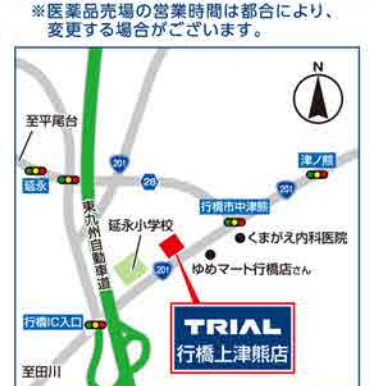 ※医薬品売場の営業時間は都合により、
変更する場合がございます。
N
至平尾台
201
津ノ熊
延永
28
201
行橋市中津熊
東九州自動車道
延永小学校
くまがえ内科医院
ゆめマート行橋店さん
201
行橋IC入口
TRIAL
行橋上津熊店
至田川